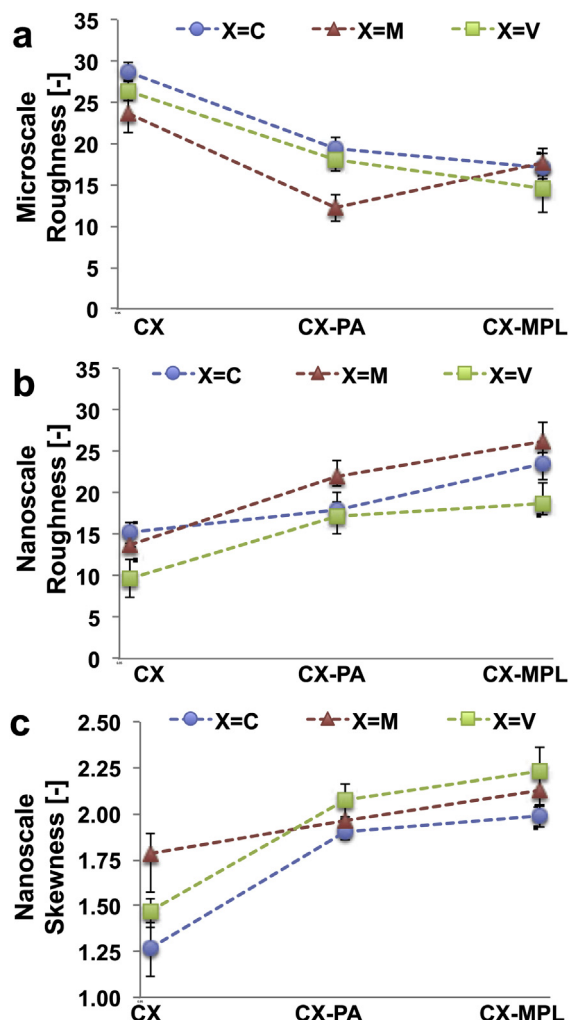 a
X=C X=M X=V
Microscale
Roughness [-]
35
30
25
20
15
10
5
0
CX CX-PA CX-MPL
b
X=C X=M X=V
Nanoscale
Roughness [-]
35
30
25
20
15
10
5
0
CX CX-PA CX-MPL
c
X=C X=M X=V
Nanoscale
Skewness [-]
2.50
2.25
2.00
1.75
1.50
1.25
1.00
CX CX-PA CX-MPL